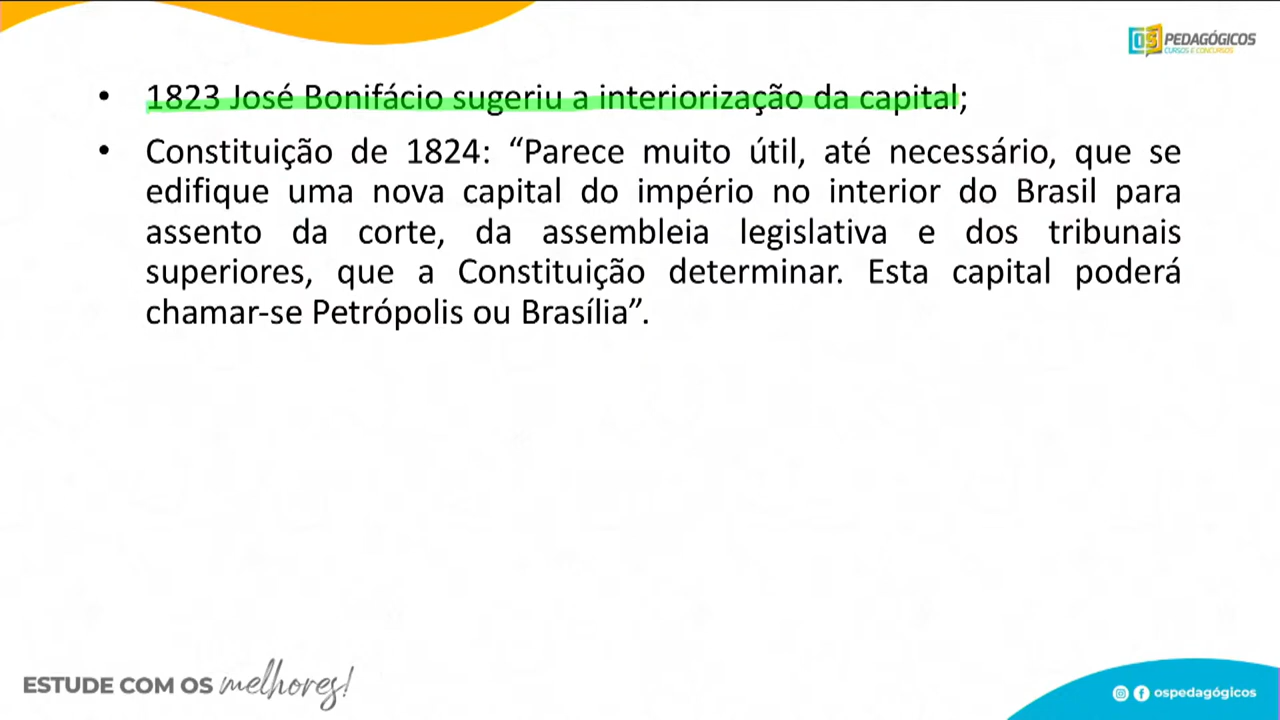 OS PEDAGÓGICOS
CURSOS E CONCURSOS
• 1823 José Bonifácio sugeriu a interiorização da capital;
• Constituição de 1824: “Parece muito útil, até necessário, que se
edifique uma nova capital do império no interior do Brasil para
assento da corte, da assembleia legislativa e dos tribunais
superiores, que a Constituição determinar. Esta capital poderá
chamar-se Petrópolis ou Brasília”.
ESTUDE COM OS melhores!
ospedagógicos